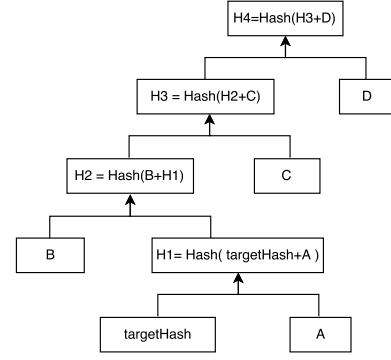 H4=Hash(H3+D)
H3 = Hash(H2+C)
D
H2 = Hash(B+H1)
C
B
H1= Hash( targetHash+A )
targetHash
A